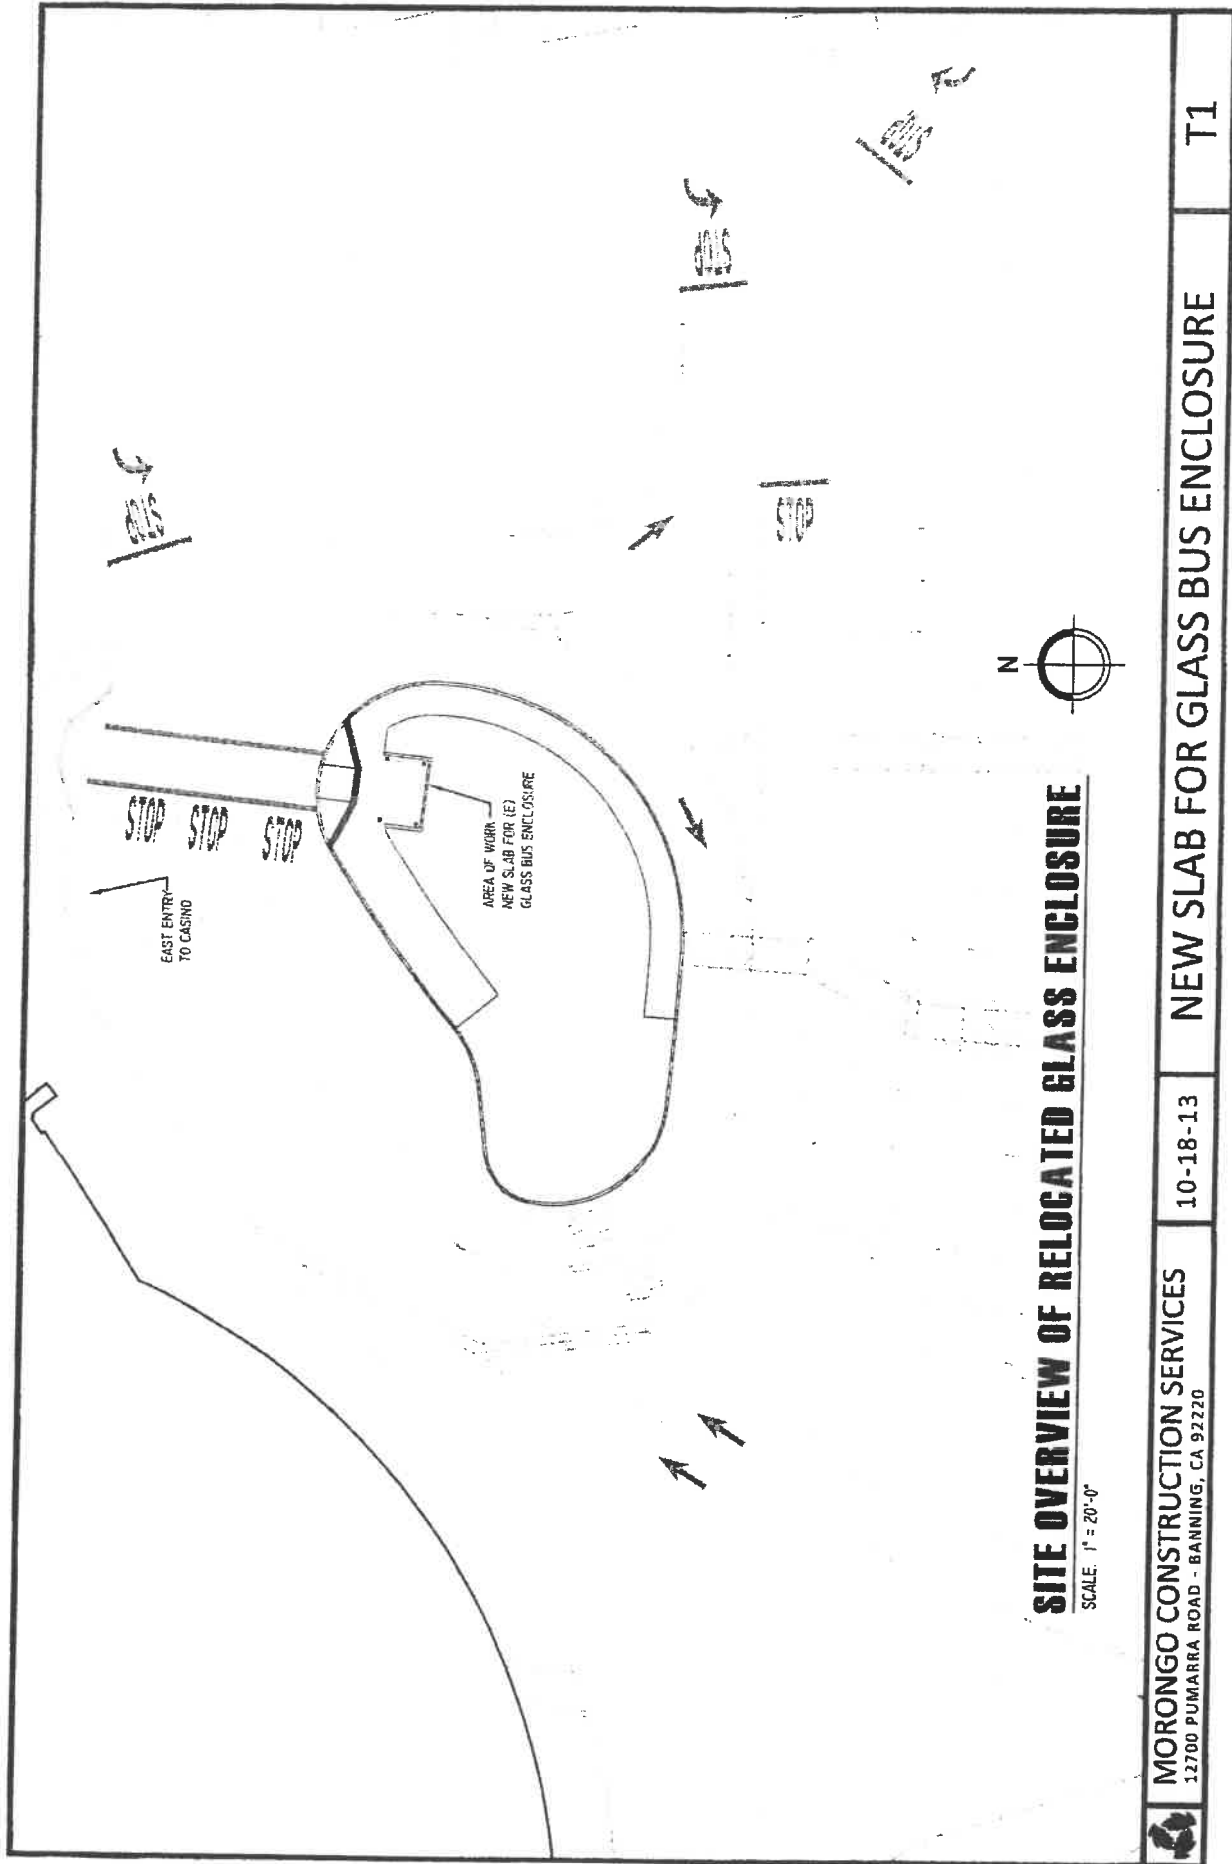 STOP
STOP
STOP
STOP
STOP
STOP
STOP
EAST ENTRY
TO CASINO
AREA OF WORK
NEW SLAB FOR (E)
GLASS BUS ENCLOSURE
N
SITE OVERVIEW OF RELOCATED GLASS ENCLOSURE
SCALE: 1" = 20'-0"
MORONGO CONSTRUCTION SERVICES
12700 PUMARRA ROAD - BANNING, CA 92220
10-18-13
NEW SLAB FOR GLASS BUS ENCLOSURE
T1